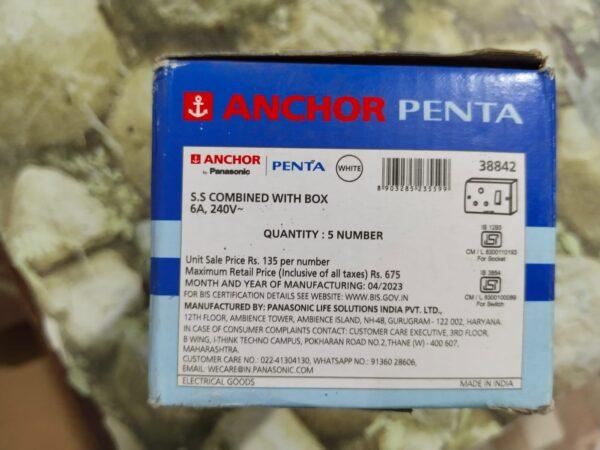 ANCHOR PENTA
ANCHOR
by Panasonic
PENTA
WHITE
38842
8903285235599
S.S COMBINED WITH BOX
6A, 240V~
QUANTITY : 5 NUMBER
IS 1293
CM / L 8300110193
For Socket
IS 3854
CM / L 8300100089
For Switch
Unit Sale Price Rs. 135 per number
Maximum Retail Price (Inclusive of all taxes) Rs. 675
MONTH AND YEAR OF MANUFACTURING: 04/2023
FOR BIS CERTIFICATION DETAILS SEE WEBSITE: WWW.BIS.GOV.IN
MANUFACTURED BY: PANASONIC LIFE SOLUTIONS INDIA PVT. LTD.,
12TH FLOOR, AMBIENCE TOWER, AMBIENCE ISLAND, NH-48, GURUGRAM - 122 002, HARYANA.
IN CASE OF CONSUMER COMPLAINTS CONTACT: CUSTOMER CARE EXECUTIVE, 3RD FLOOR,
B WING, I-THINK TECHNO CAMPUS, POKHARAN ROAD NO.2, THANE (W) - 400 607,
MAHARASHTRA.
CUSTOMER CARE NO.: 022-41304130, WHATSAPP NO.: 91360 28606,
EMAIL: WECARE@IN.PANASONIC.COM
ELECTRICAL GOODS
MADE IN INDIA